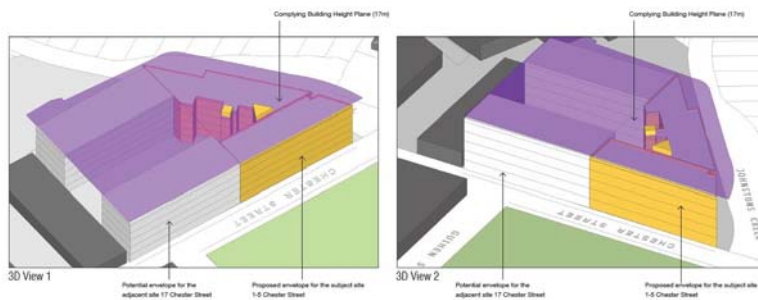 Complying Building Height Plane (17m)
CHESTER STREET
3D View 1
Potential envelope for the
adjacent site 17 Chester Street
Proposed envelope for the subject site
1-5 Chester Street
Complying Building Height Plane (17m)
JOHNSTONS CREEK
CHESTER STREET
3D View 2
Potential envelope for the
adjacent site 17 Chester Street
Proposed envelope for the subject site
1-5 Chester Street